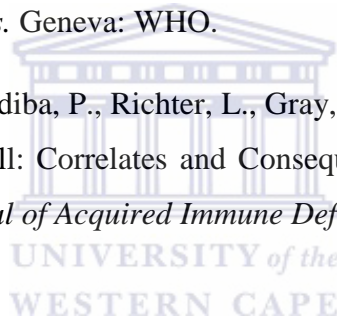 s. Geneva: WHO.
diba, P., Richter, L., Gray,
ll: Correlates and Consequ
al of Acquired Immune Def
UNIVERSITY of the
WESTERN CAPE